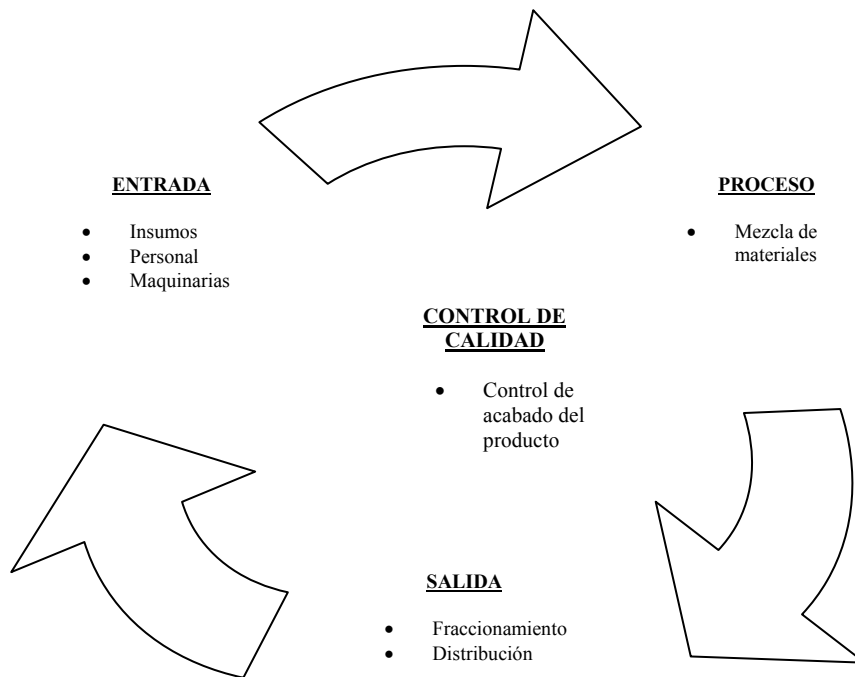 ENTRADA
• Insumos
• Personal
• Maquinarias
PROCESO
• Mezcla de
materiales
CONTROL DE
CALIDAD
• Control de
acabado del
producto
SALIDA
• Fraccionamiento
• Distribución